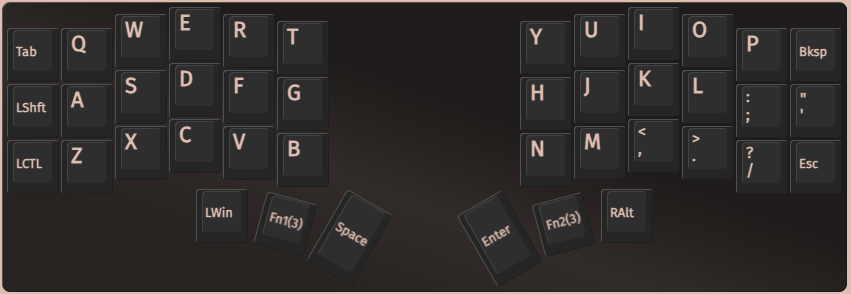 Tab Q W E R T Y U I O P Bksp
LShft A S D F G H J K L : ; " '
LCTL Z X C V B N M < , > . ? / Esc
LWin Fn1(3) Space Enter Fn2(3) RAlt